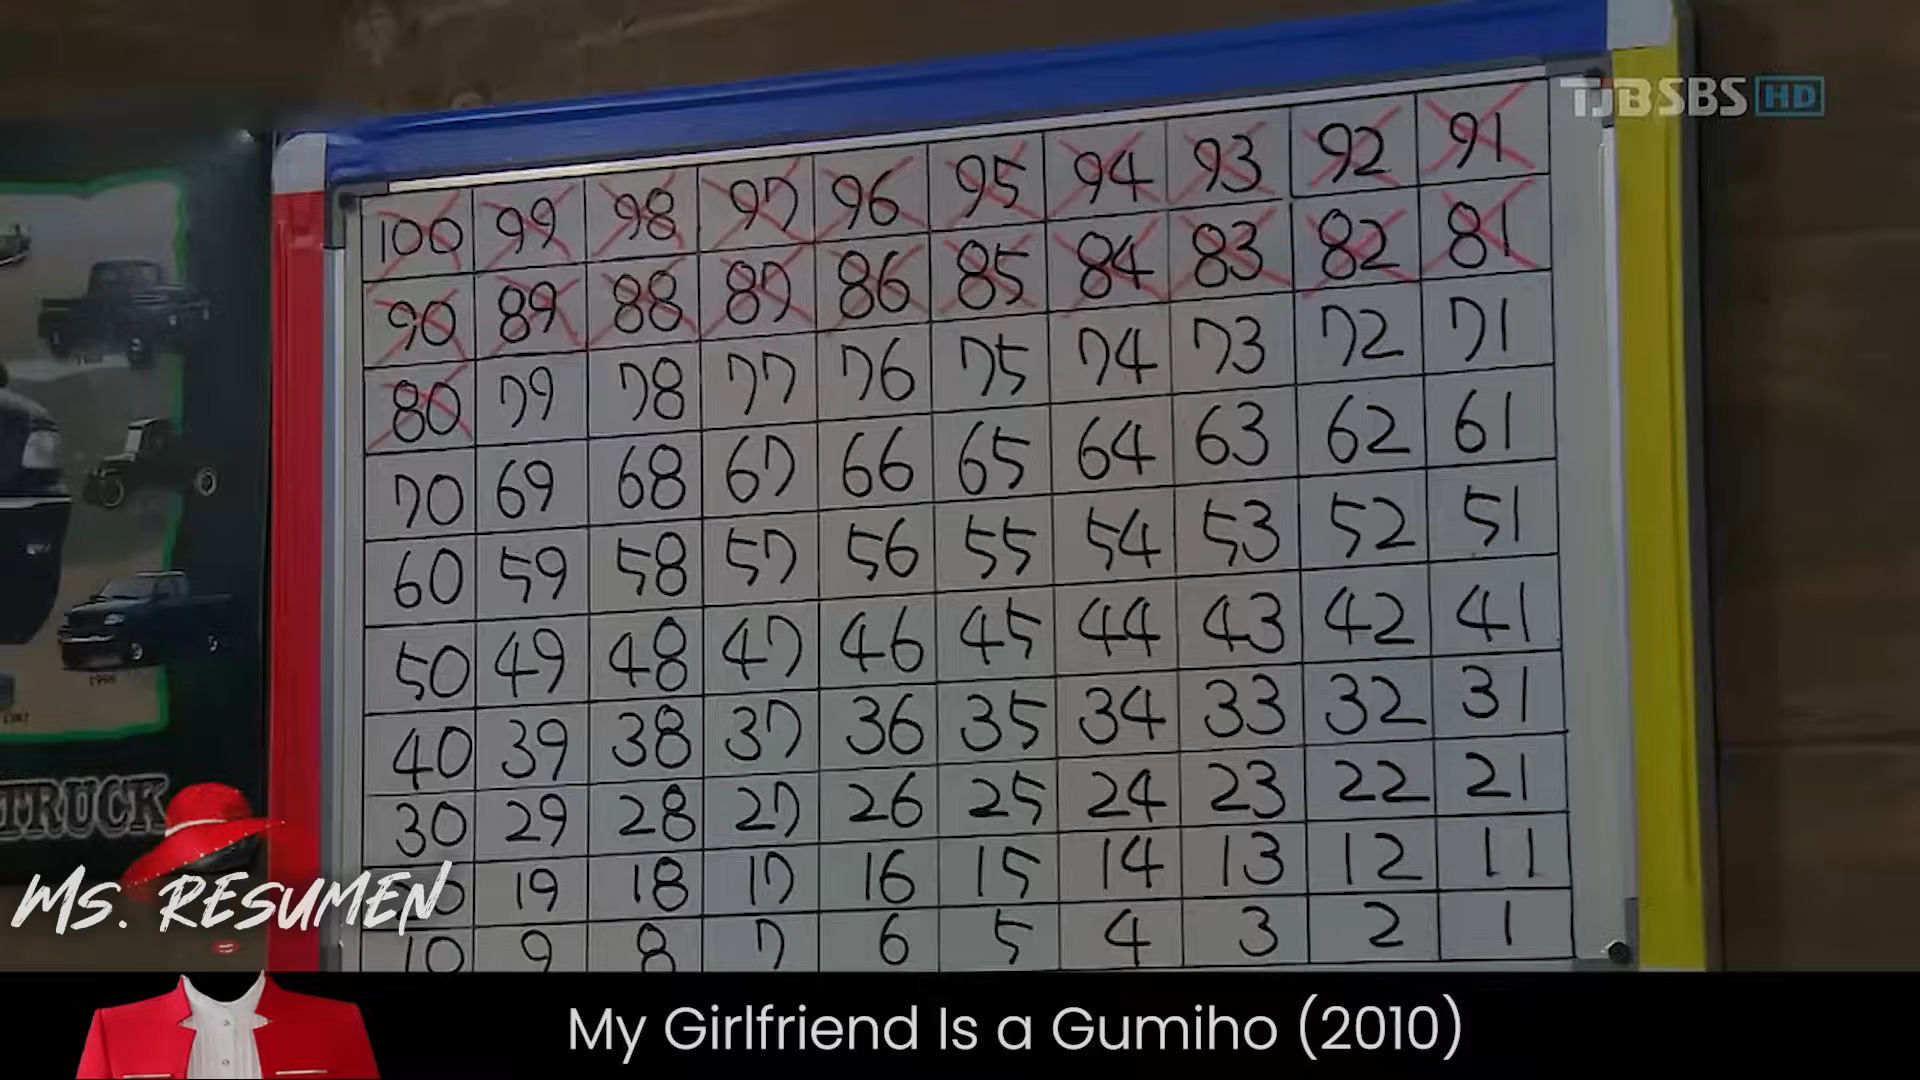 TJB SBS HD
100 99 98 97 96 95 94 93 92 91
90 89 88 87 86 85 84 83 82 81
80 79 78 77 76 75 74 73 72 71
70 69 68 67 66 65 64 63 62 61
60 59 58 57 56 55 54 53 52 51
50 49 48 47 46 45 44 43 42 41
40 39 38 37 36 35 34 33 32 31
30 29 28 27 26 25 24 23 22 21
19 18 17 16 15 14 13 12 11
10 9 8 7 6 5 4 3 2 1
TRUCK
MS. RESUMEN
My Girlfriend Is a Gumiho (2010)